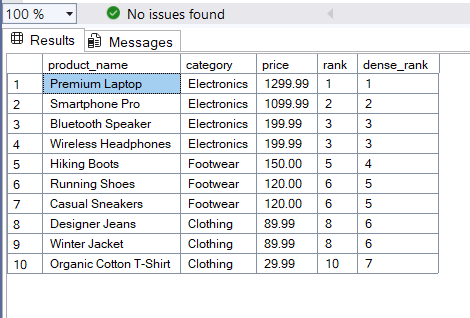 100 % No issues found
Results Messages
product_name category price rank dense_rank
1 Premium Laptop Electronics 1299.99 1 1
2 Smartphone Pro Electronics 1099.99 2 2
3 Bluetooth Speaker Electronics 199.99 3 3
4 Wireless Headphones Electronics 199.99 3 3
5 Hiking Boots Footwear 150.00 5 4
6 Running Shoes Footwear 120.00 6 5
7 Casual Sneakers Footwear 120.00 6 5
8 Designer Jeans Clothing 89.99 8 6
9 Winter Jacket Clothing 89.99 8 6
10 Organic Cotton T-Shirt Clothing 29.99 10 7